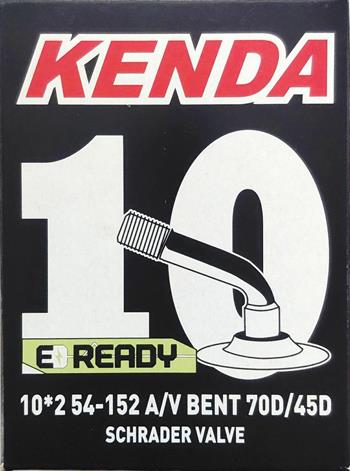 KENDA
10
E READY
10*2 54-152 A/V BENT 70D/45D
SCHRADER VALVE